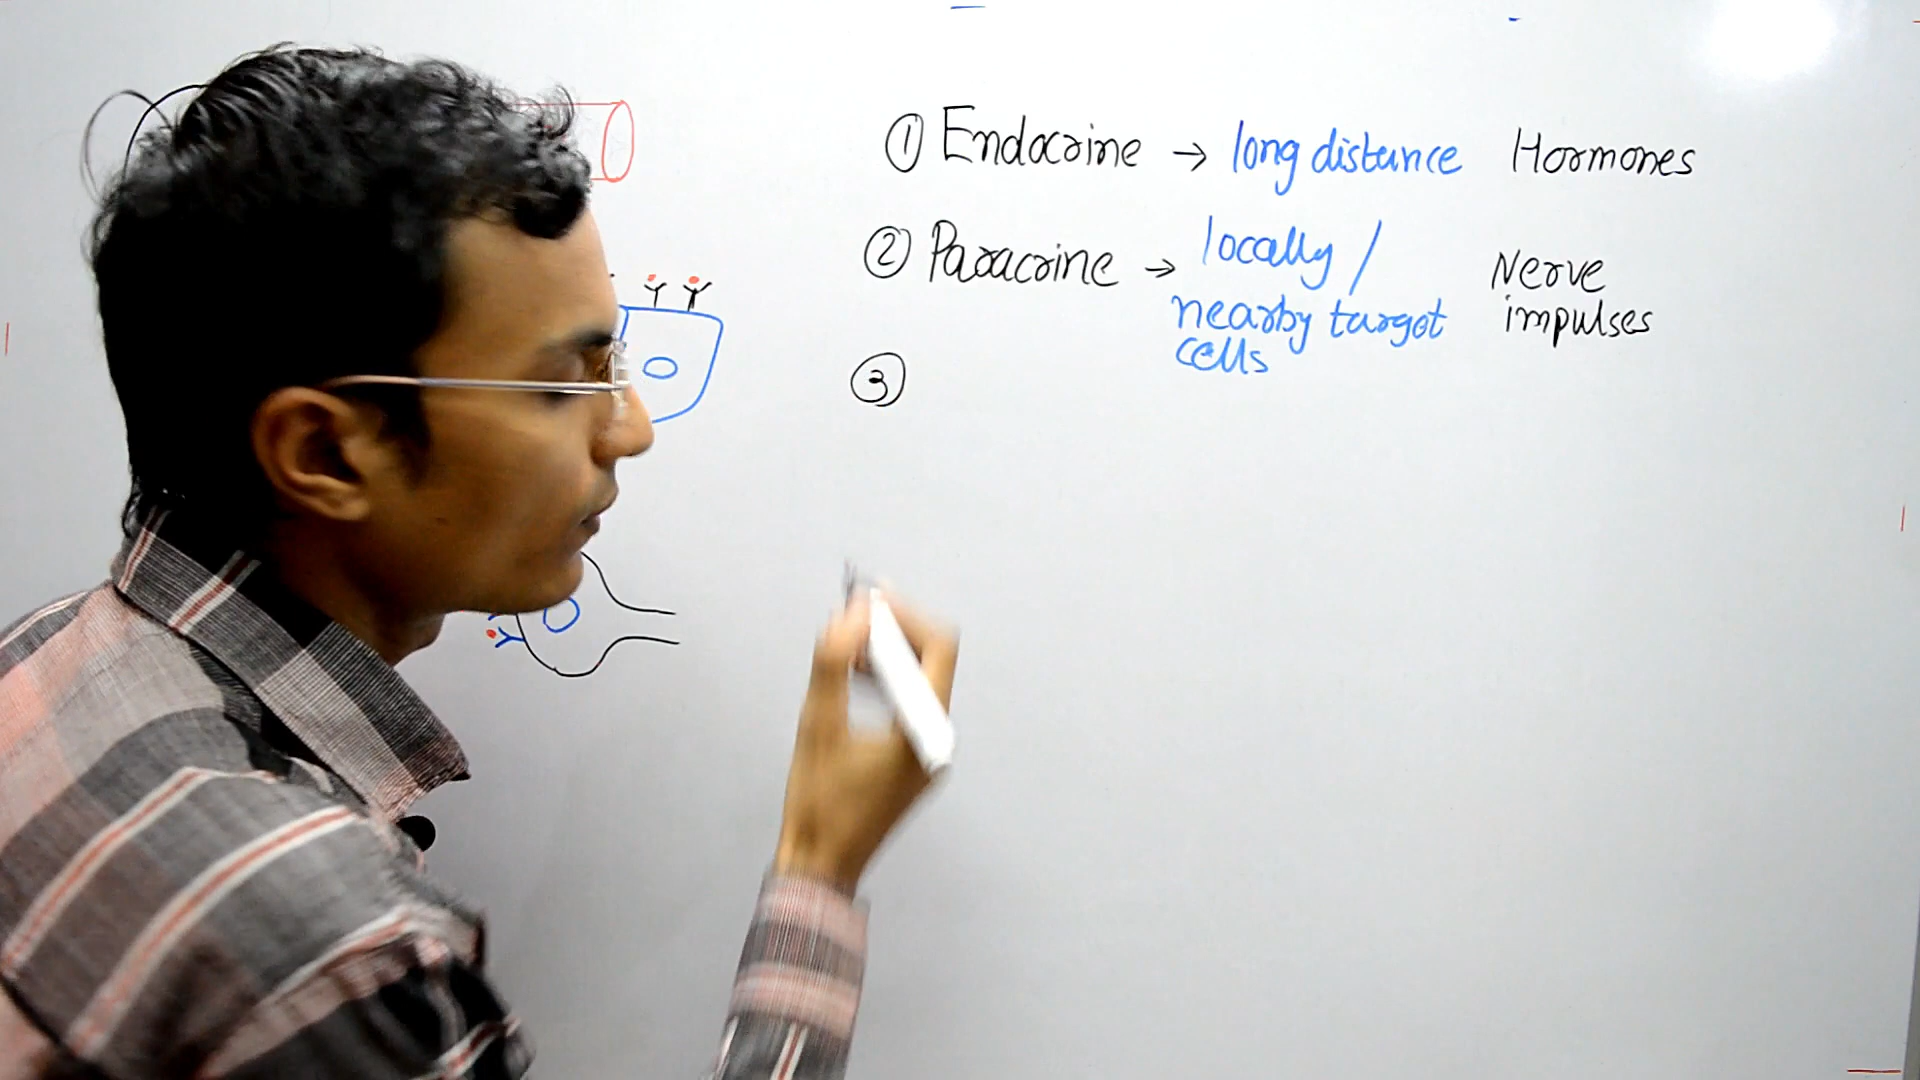 ① Endocrine → long distance Hormones
② Paracrine → locally / Nerve
nearby target impulses
cells
③